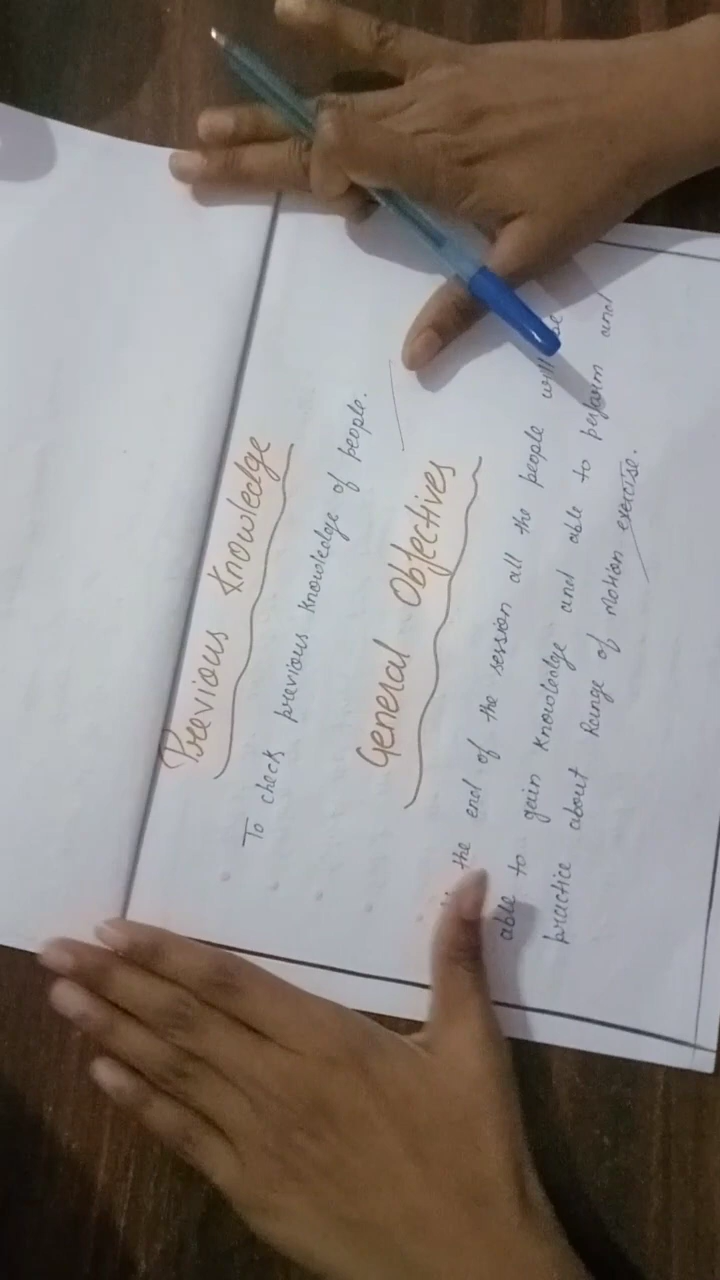 Previous Knowledge
To check previous knowledge of people.
General Objectives
the end of the session all the people will be
able to gain knowledge and able to perform and
practice about Range of Motion exercise.